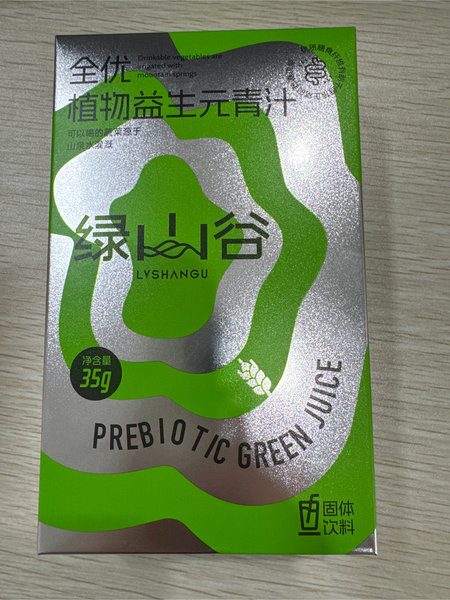 全优
Drinkable vegetables are
irrigated with
mountain springs
植物益生元青汁
可以喝的蔬菜源于
山泉水灌溉
绿山谷
LVSHANGU
净含量
35g
PREBIOTIC GREEN JUICE
固体
饮料